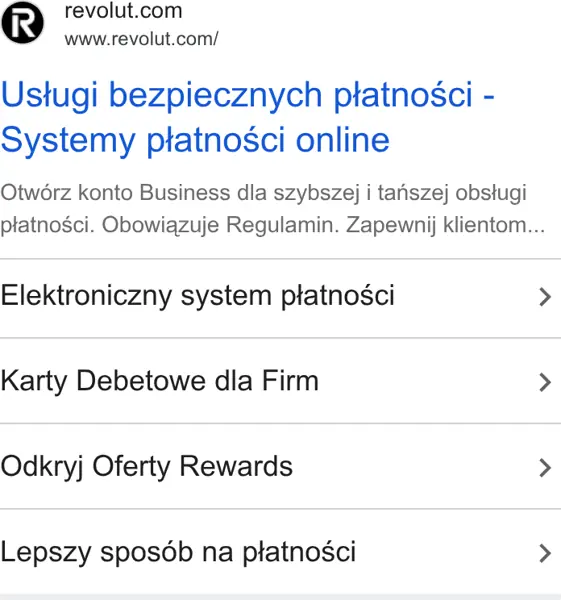 revolut.com
www.revolut.com/
Usługi bezpiecznych płatności -
Systemy płatności online
Otwórz konto Business dla szybszej i tańszej obsługi
płatności. Obowiązuje Regulamin. Zapewnij klientom...
Elektroniczny system płatności
Karty Debetowe dla Firm
Odkryj Oferty Rewards
Lepszy sposób na płatności